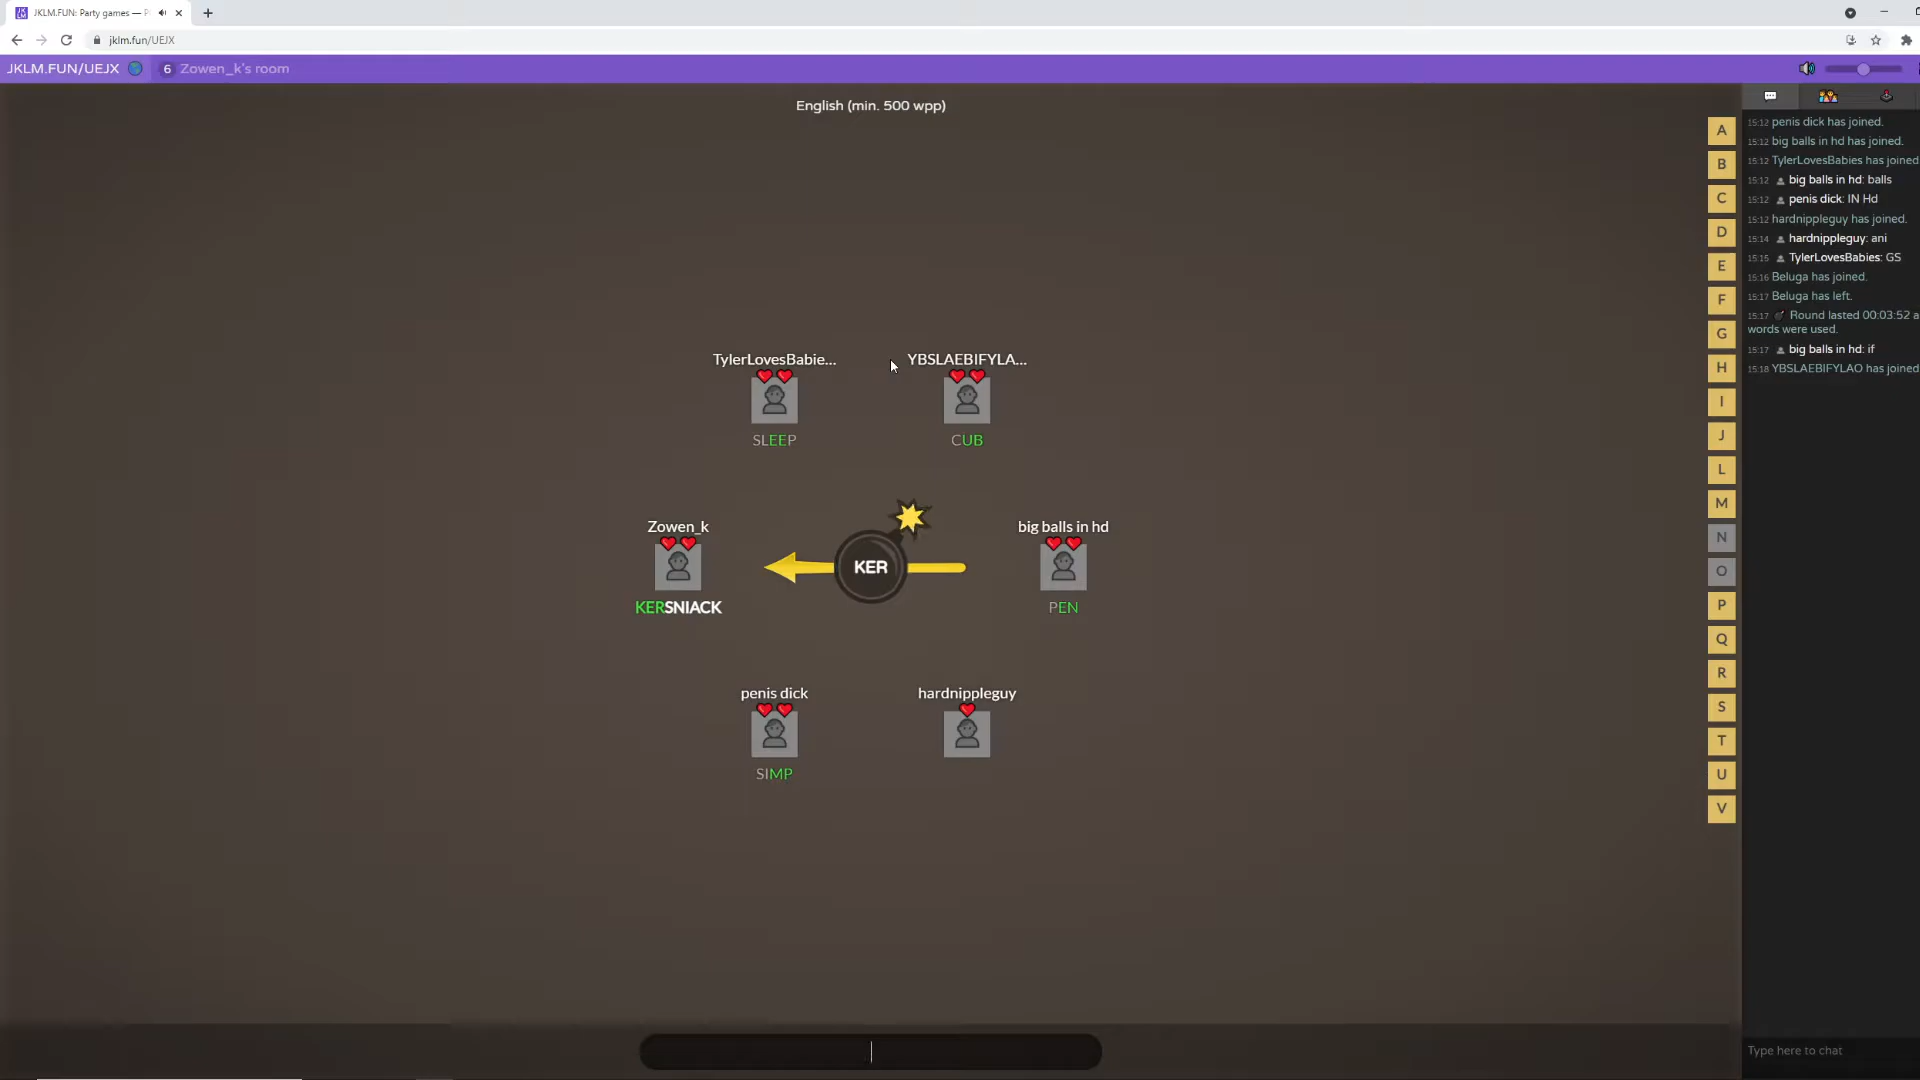 JKLM.FUN: Party games — P
jklm.fun/UEJX
JKLM.FUN/UEJX 6 Zowen_k's room
English (min. 500 wpp)
TylerLovesBabie...
SLEEP
YBSLAEBIFYLA...
CUB
Zowen_k
KERSNIACK
KER
big balls in hd
PEN
penis dick
SIMP
hardnippleguy
A
B
C
D
E
F
G
H
I
J
L
M
N
O
P
Q
R
S
T
U
V
15:12 penis dick has joined.
15:12 big balls in hd has joined.
15:12 TylerLovesBabies has joined
15:12 big balls in hd: balls
15:12 penis dick: IN Hd
15:12 hardnippleguy has joined.
15:14 hardnippleguy: ani
15:15 TylerLovesBabies: GS
15:16 Beluga has joined.
15:17 Beluga has left.
15:17 Round lasted 00:03:52 a
words were used.
15:17 big balls in hd: if
15:18 YBSLAEBIFYLAO has joined
Type here to chat